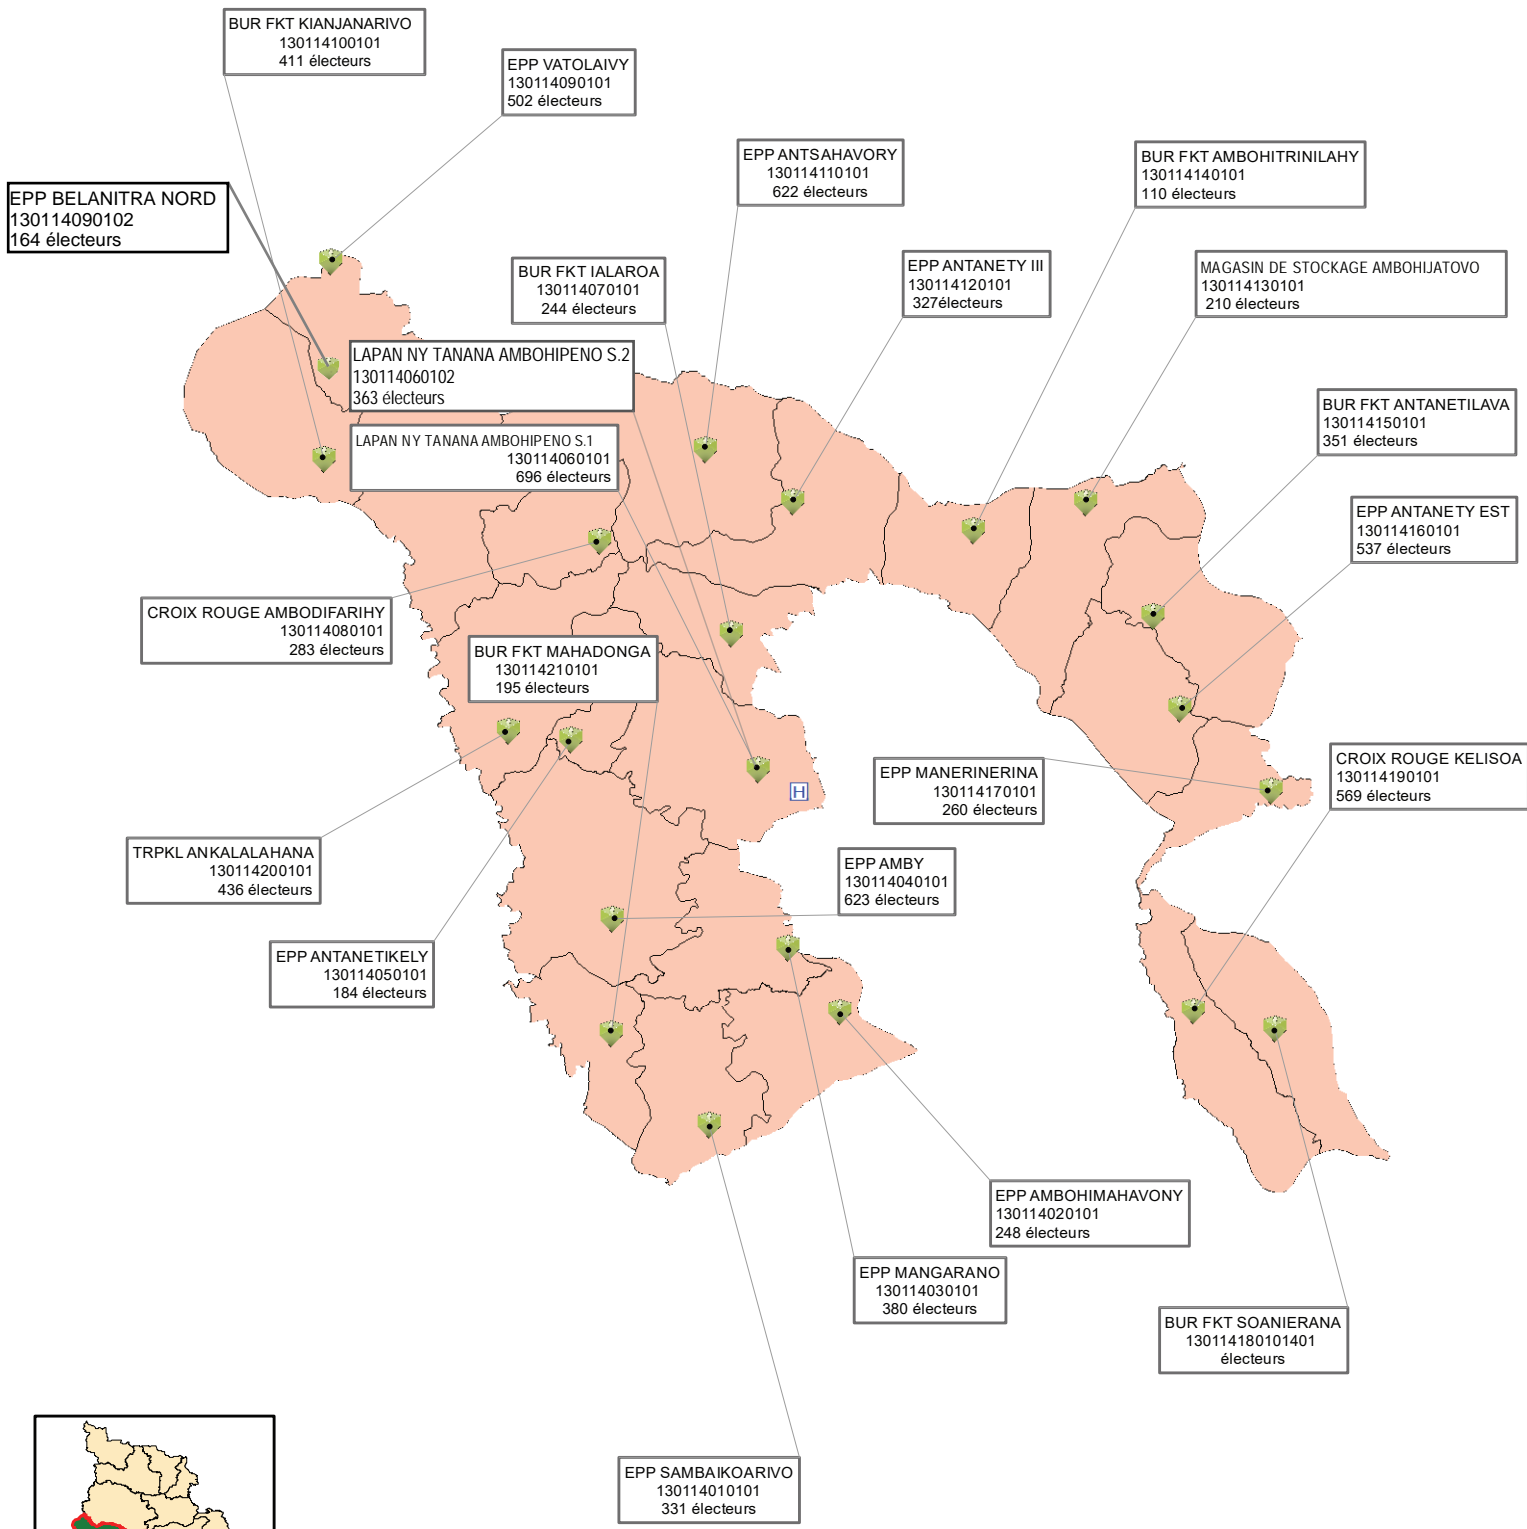 BUR FKT KIANJANARIVO
130114100101
411 électeurs
EPP VATOLAIVY
130114090101
502 électeurs
EPP ANTSAHAVORY
130114110101
622 électeurs
BUR FKT AMBOHITRINILAHY
130114140101
110 électeurs
EPP BELANITRA NORD
130114090102
164 électeurs
BUR FKT IALAROA
130114070101
244 électeurs
EPP ANTANETY III
130114120101
327électeurs
MAGASIN DE STOCKAGE AMBOHIJATOVO
130114130101
210 électeurs
LAPAN NY TANANA AMBOHIPENO S.2
130114060102
363 électeurs
BUR FKT ANTANETILAVA
130114150101
351 électeurs
LAPAN NY TANANA AMBOHIPENO S.1
130114060101
696 électeurs
EPP ANTANETY EST
130114160101
537 électeurs
CROIX ROUGE AMBODIFARIHY
130114080101
283 électeurs
BUR FKT MAHADONGA
130114210101
195 électeurs
EPP MANERINERINA
130114170101
260 électeurs
CROIX ROUGE KELISOA
130114190101
569 électeurs
H
TRPKL ANKALALAHANA
130114200101
436 électeurs
EPP AMBY
130114040101
623 électeurs
EPP ANTANETIKELY
130114050101
184 électeurs
EPP AMBOHIMAHAVONY
130114020101
248 électeurs
EPP MANGARANO
130114030101
380 électeurs
BUR FKT SOANIERANA
130114180101401
électeurs
EPP SAMBAIKOARIVO
130114010101
331 électeurs